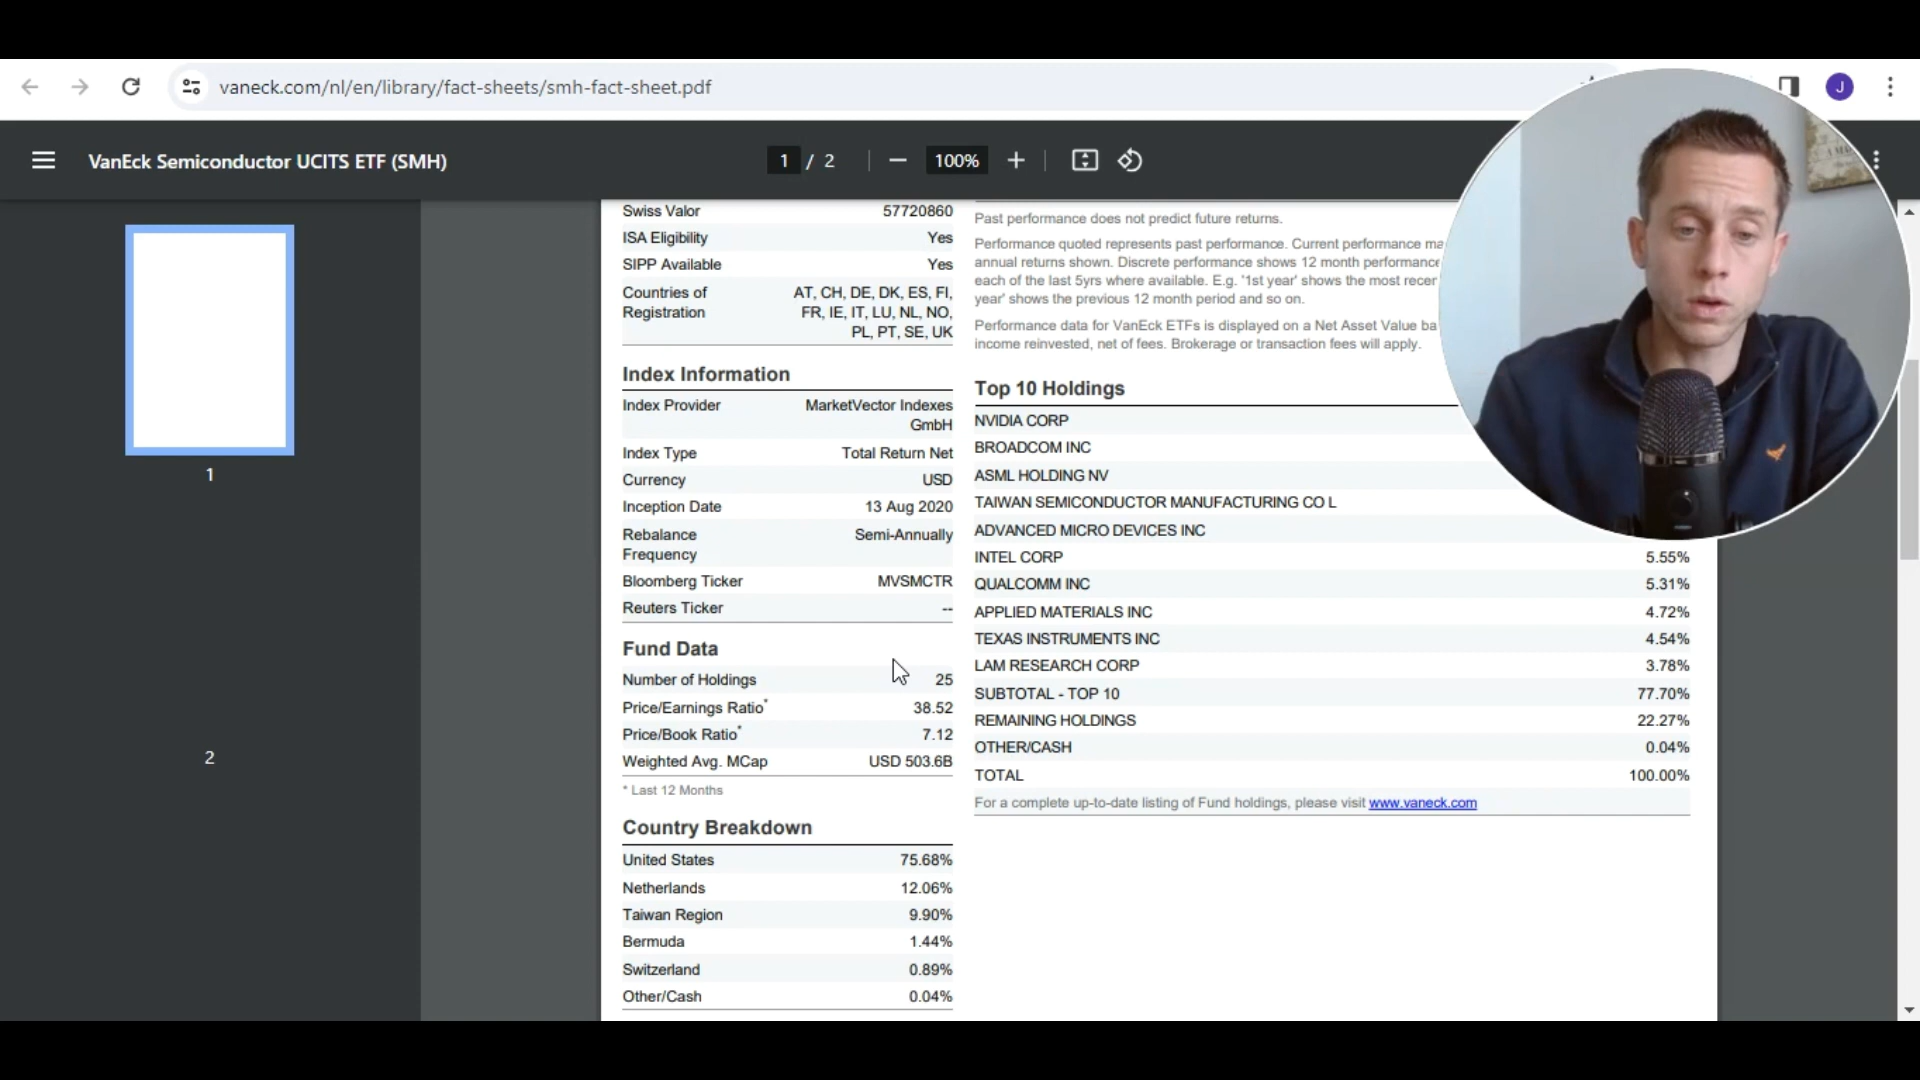 vaneck.com/nl/en/library/fact-sheets/smh-fact-sheet.pdf
J
VanEck Semiconductor UCITS ETF (SMH)
1 / 2
100%
1
2
Swiss Valor 57720860
ISA Eligibility Yes
SIPP Available Yes
Countries of AT, CH, DE, DK, ES, FI,
Registration FR, IE, IT, LU, NL, NO,
PL, PT, SE, UK
Index Information
Index Provider MarketVector Indexes
GmbH
Index Type Total Return Net
Currency USD
Inception Date 13 Aug 2020
Rebalance Semi-Annually
Frequency
Bloomberg Ticker MVSMCTR
Reuters Ticker --
Fund Data
Number of Holdings 25
Price/Earnings Ratio* 38.52
Price/Book Ratio* 7.12
Weighted Avg. MCap USD 503.6B
* Last 12 Months
Country Breakdown
United States 75.68%
Netherlands 12.06%
Taiwan Region 9.90%
Bermuda 1.44%
Switzerland 0.89%
Other/Cash 0.04%
Past performance does not predict future returns.
Performance quoted represents past performance. Current performance ma
annual returns shown. Discrete performance shows 12 month performance
each of the last 5yrs where available. E.g. '1st year' shows the most recen
year' shows the previous 12 month period and so on.
Performance data for VanEck ETFs is displayed on a Net Asset Value ba
income reinvested, net of fees. Brokerage or transaction fees will apply.
Top 10 Holdings
NVIDIA CORP
BROADCOM INC
ASML HOLDING NV
TAIWAN SEMICONDUCTOR MANUFACTURING CO L
ADVANCED MICRO DEVICES INC
INTEL CORP 5.55%
QUALCOMM INC 5.31%
APPLIED MATERIALS INC 4.72%
TEXAS INSTRUMENTS INC 4.54%
LAM RESEARCH CORP 3.78%
SUBTOTAL - TOP 10 77.70%
REMAINING HOLDINGS 22.27%
OTHER/CASH 0.04%
TOTAL 100.00%
For a complete up-to-date listing of Fund holdings, please visit www.vaneck.com